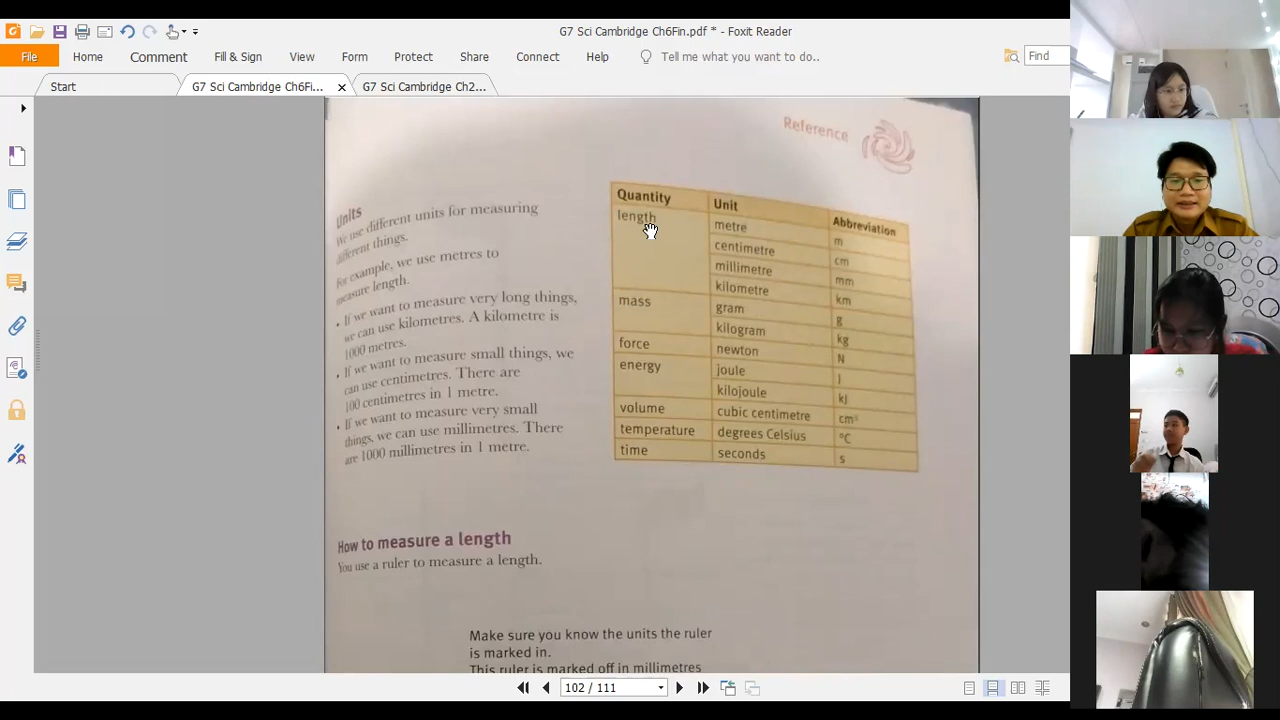 G7 Sci Cambridge Ch6Fin.pdf * - Foxit Reader
File Home Comment Fill & Sign View Form Protect Share Connect Help Tell me what you want to do.. Find
Start G7 Sci Cambridge Ch6Fi... G7 Sci Cambridge Ch2...
Reference
Units
We use different units for measuring
different things.
For example, we use metres to
measure length.
• If we want to measure very long things,
we can use kilometres. A kilometre is
1000 metres.
• If we want to measure small things, we
can use centimetres. There are
100 centimetres in 1 metre.
• If we want to measure very small
things, we can use millimetres. There
are 1000 millimetres in 1 metre.
Quantity Unit Abbreviation
length metre m
centimetre cm
millimetre mm
kilometre km
mass gram g
kilogram kg
force newton N
energy joule J
kilojoule kJ
volume cubic centimetre cm³
temperature degrees Celsius °C
time seconds s
How to measure a length
You use a ruler to measure a length.
Make sure you know the units the ruler
is marked in.
This ruler is marked off in millimetres
102 / 111